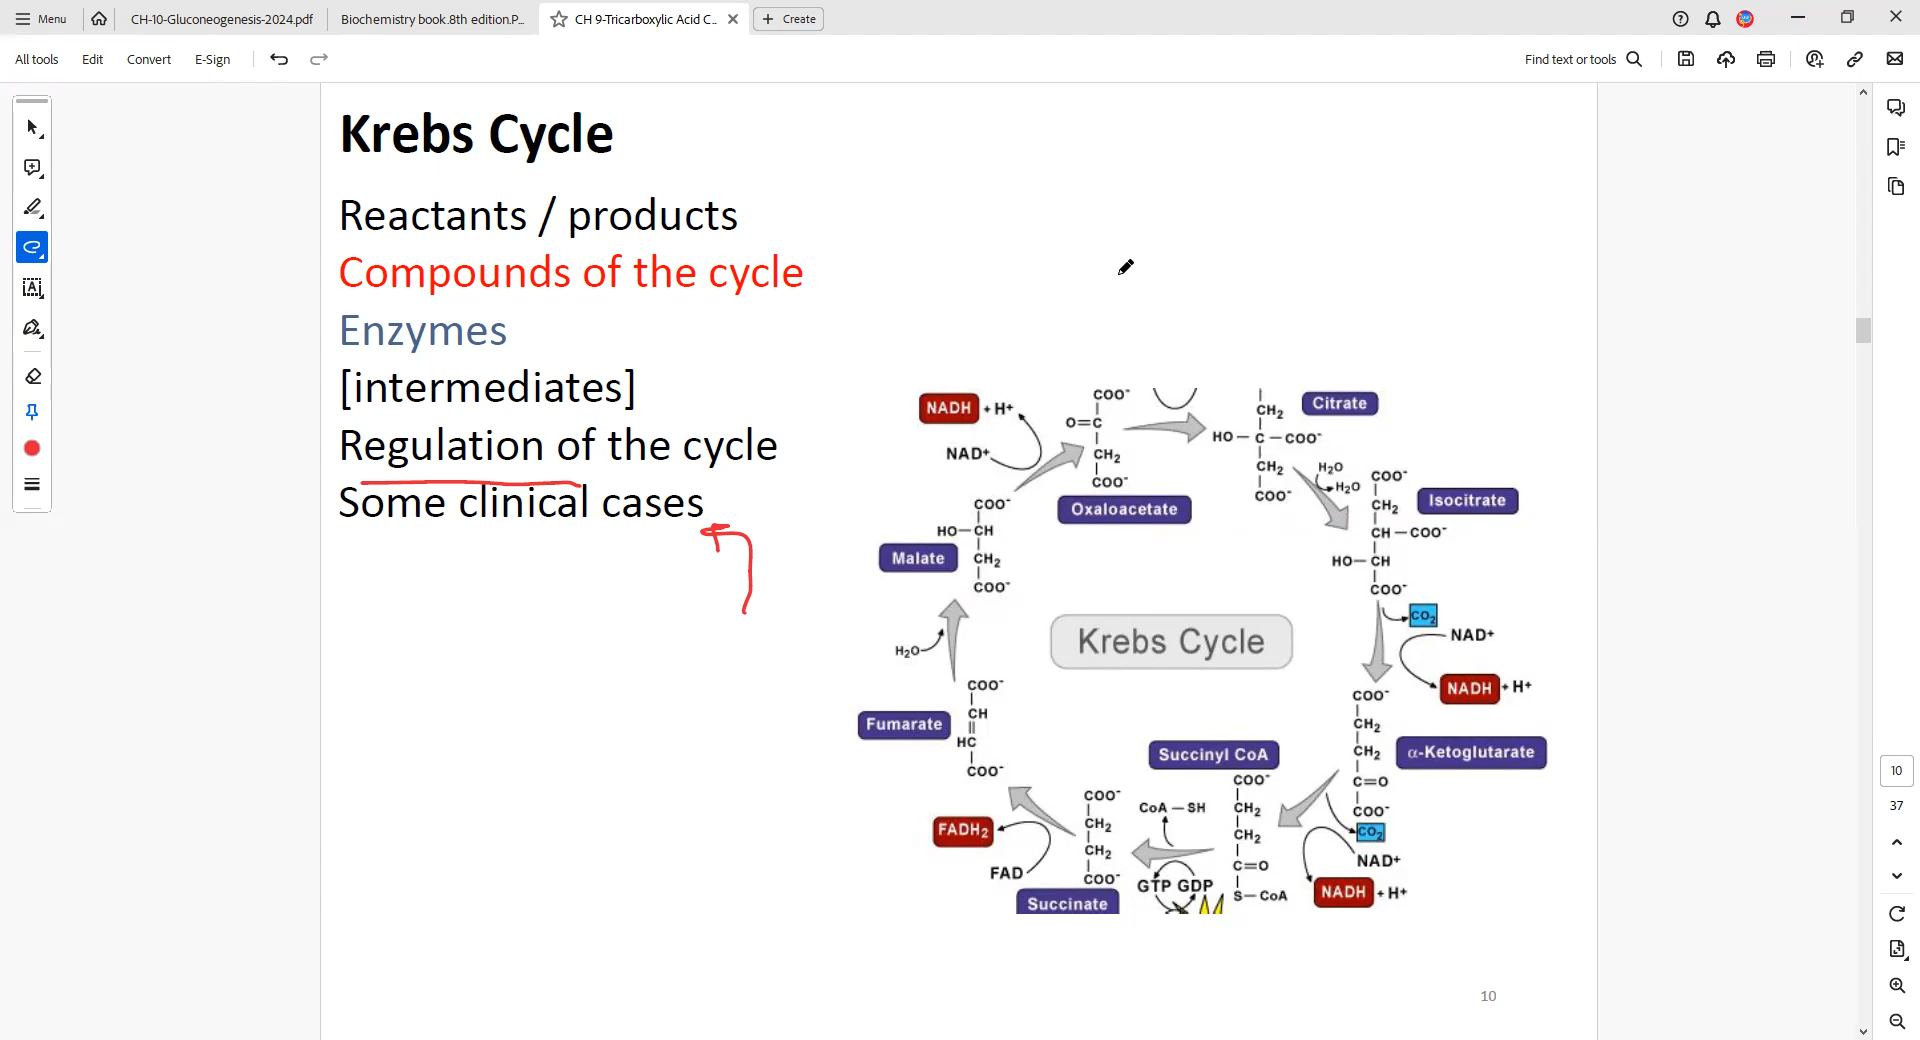 Menu
CH-10-Gluconeogenesis-2024.pdf
Biochemistry book.8th edition.P...
CH 9-Tricarboxylic Acid C...
Create
All tools
Edit
Convert
E-Sign
Find text or tools
Krebs Cycle
Reactants / products
Compounds of the cycle
Enzymes
[intermediates]
Regulation of the cycle
Some clinical cases
NADH + H+
NAD+
COO-
O=C
CH2
COO-
Oxaloacetate
CH2
HO-C-COO-
CH2
COO-
Citrate
H2O
H2O
COO-
CH2
CH-COO-
HO-CH
COO-
Isocitrate
CO2
NAD+
NADH + H+
COO-
CH2
CH2
C=O
COO-
α-Ketoglutarate
CO2
NAD+
NADH + H+
Succinyl CoA
COO-
CH2
CH2
C=O
S-CoA
CoA-SH
GTP GDP
COO-
CH2
CH2
COO-
Succinate
FADH2
FAD
COO-
CH
HC
COO-
Fumarate
H2O
COO-
HO-CH
CH2
COO-
Malate
Krebs Cycle
10
10
37